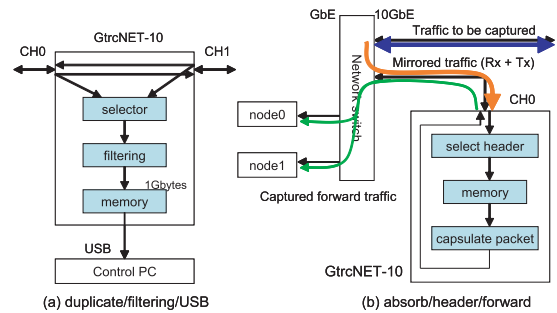 GtrcNET-10
CH0
CH1
selector
filtering
1Gbytes
memory
USB
Control PC
(a) duplicate/filtering/USB
GbE
10GbE
Traffic to be captured
Mirrored traffic (Rx + Tx)
Network switch
CH0
node0
node1
Captured forward traffic
select header
memory
capsulate packet
GtrcNET-10
(b) absorb/header/forward